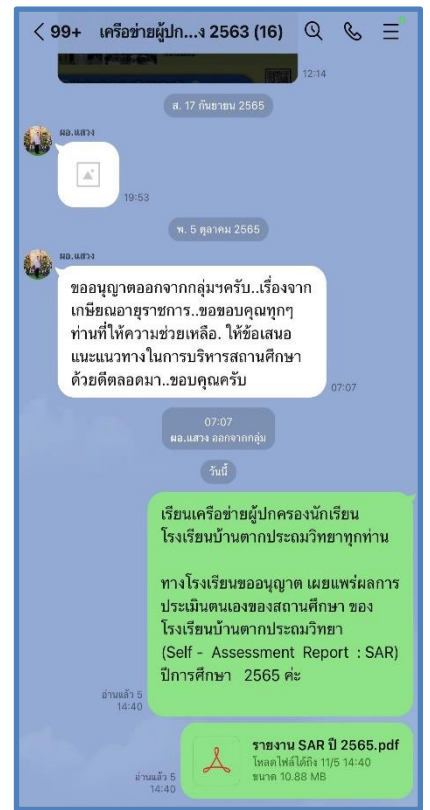 99+ เครือข่ายผู้ปก...ง 2563 (16)
12:14
ส. 17 กันยายน 2565
ผอ.แสวง
19:53
พ. 5 ตุลาคม 2565
ผอ.แสวง
ขออนุญาตออกจากกลุ่มฯครับ..เรื่องจาก
เกษียณอายุราชการ..ขอขอบคุณทุกๆ
ท่านที่ให้ความช่วยเหลือ. ให้ข้อเสนอ
แนะแนวทางในการบริหารสถานศึกษา
ด้วยดีตลอดมา..ขอบคุณครับ
07:07
07:07
ผอ.แสวง ออกจากกลุ่ม
วันนี้
เรียนเครือข่ายผู้ปกครองนักเรียน
โรงเรียนบ้านตากประถมวิทยาทุกท่าน
ทางโรงเรียนขออนุญาต เผยแพร่ผลการ
ประเมินตนเองของสถานศึกษา ของ
โรงเรียนบ้านตากประถมวิทยา
(Self - Assessment Report : SAR)
ปีการศึกษา 2565 ค่ะ
อ่านแล้ว 5
14:40
รายงาน SAR ปี 2565.pdf
โหลดไฟล์ได้ถึง 11/5 14:40
ขนาด 10.88 MB
อ่านแล้ว 5
14:40